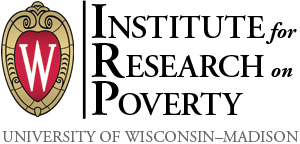 W
INSTITUTE for
RESEARCH on
POVERTY
UNIVERSITY OF WISCONSIN–MADISON